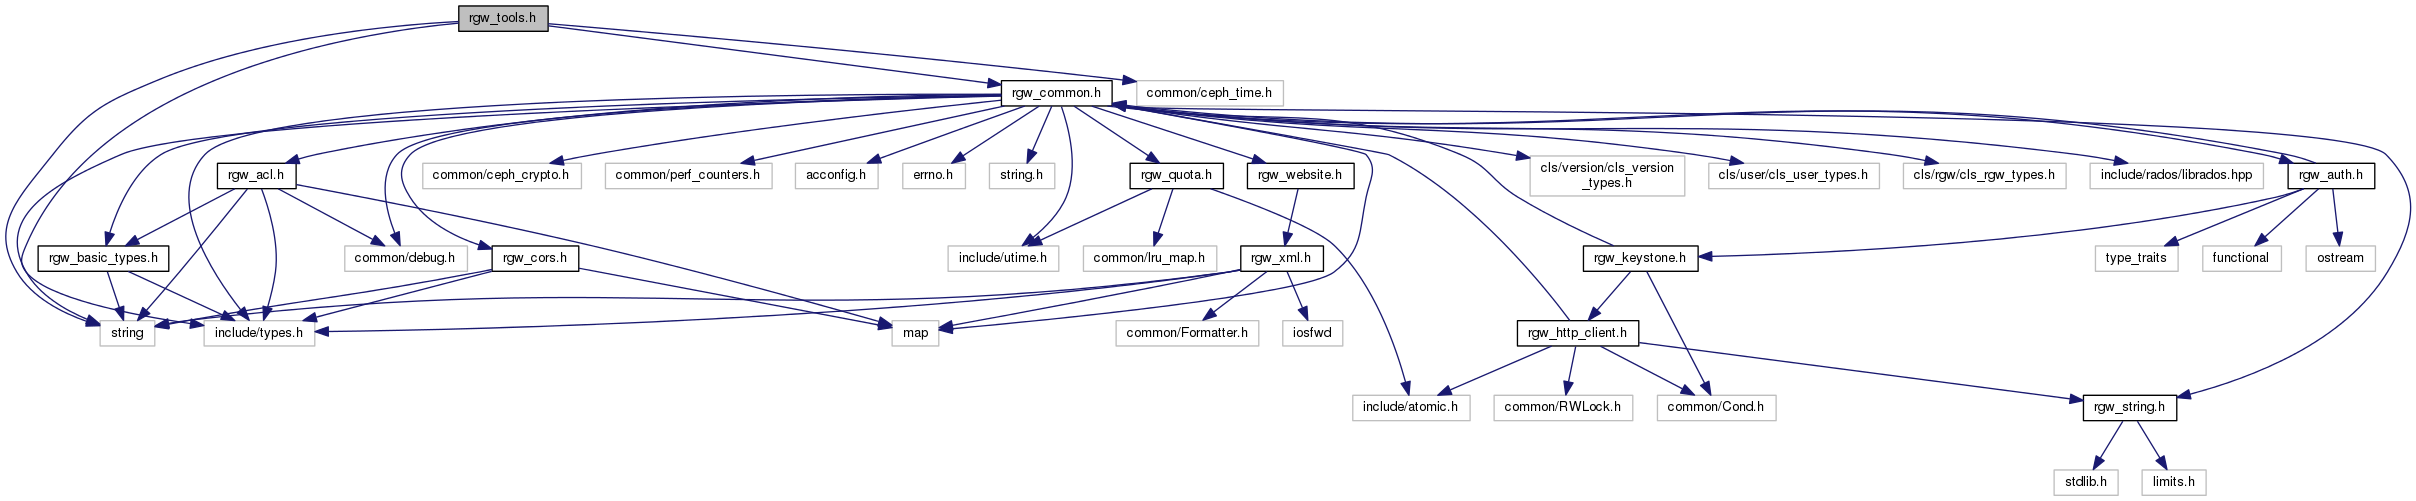 rgw_tools.h
rgw_common.h
common/ceph_time.h
rgw_acl.h
common/ceph_crypto.h
common/perf_counters.h
acconfig.h
errno.h
string.h
rgw_quota.h
rgw_website.h
cls/version/cls_version
_types.h
cls/user/cls_user_types.h
cls/rgw/cls_rgw_types.h
include/rados/librados.hpp
rgw_auth.h
rgw_basic_types.h
common/debug.h
rgw_cors.h
include/utime.h
common/lru_map.h
rgw_xml.h
rgw_keystone.h
type_traits
functional
ostream
string
include/types.h
map
common/Formatter.h
iosfwd
rgw_http_client.h
include/atomic.h
common/RWLock.h
common/Cond.h
rgw_string.h
stdlib.h
limits.h